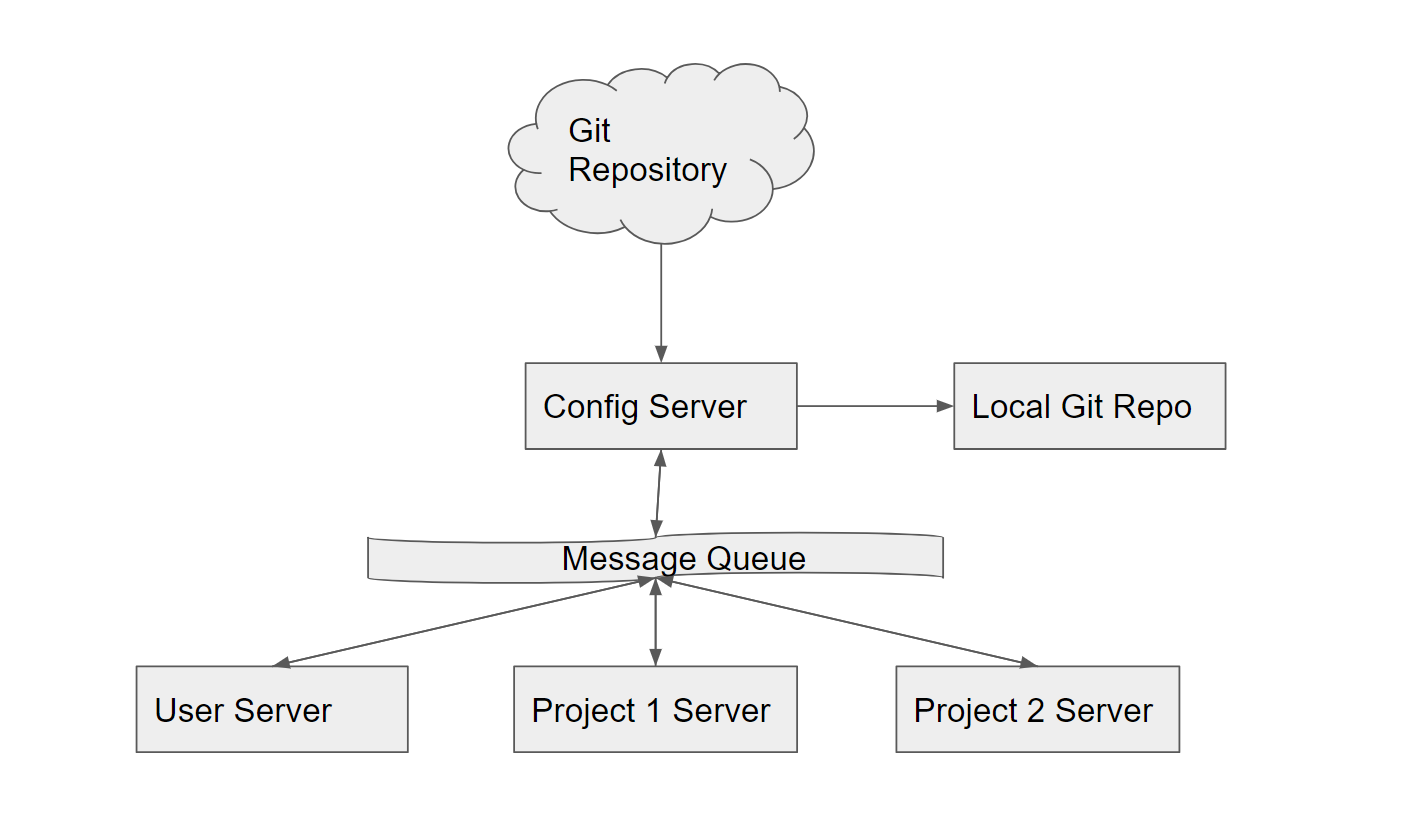 Git
Repository
Config Server
Local Git Repo
Message Queue
User Server
Project 1 Server
Project 2 Server